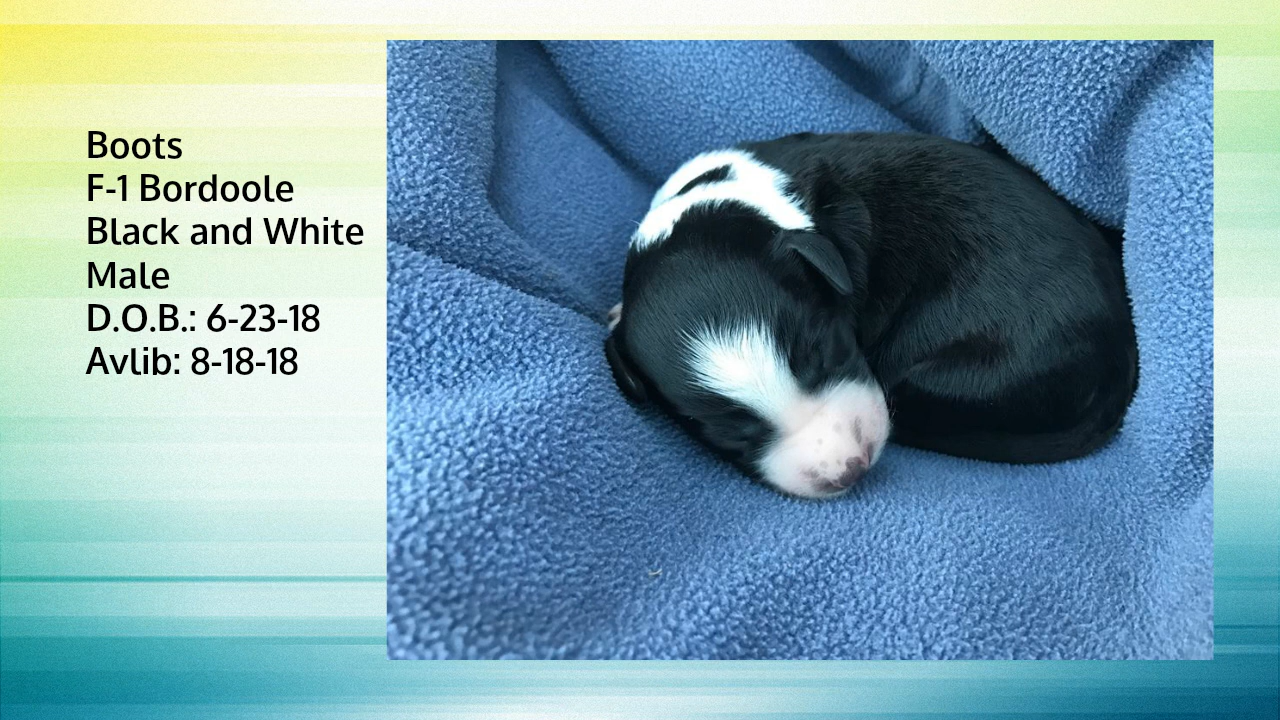 Boots
F-1 Bordoole
Black and White
Male
D.O.B.: 6-23-18
Avlib: 8-18-18